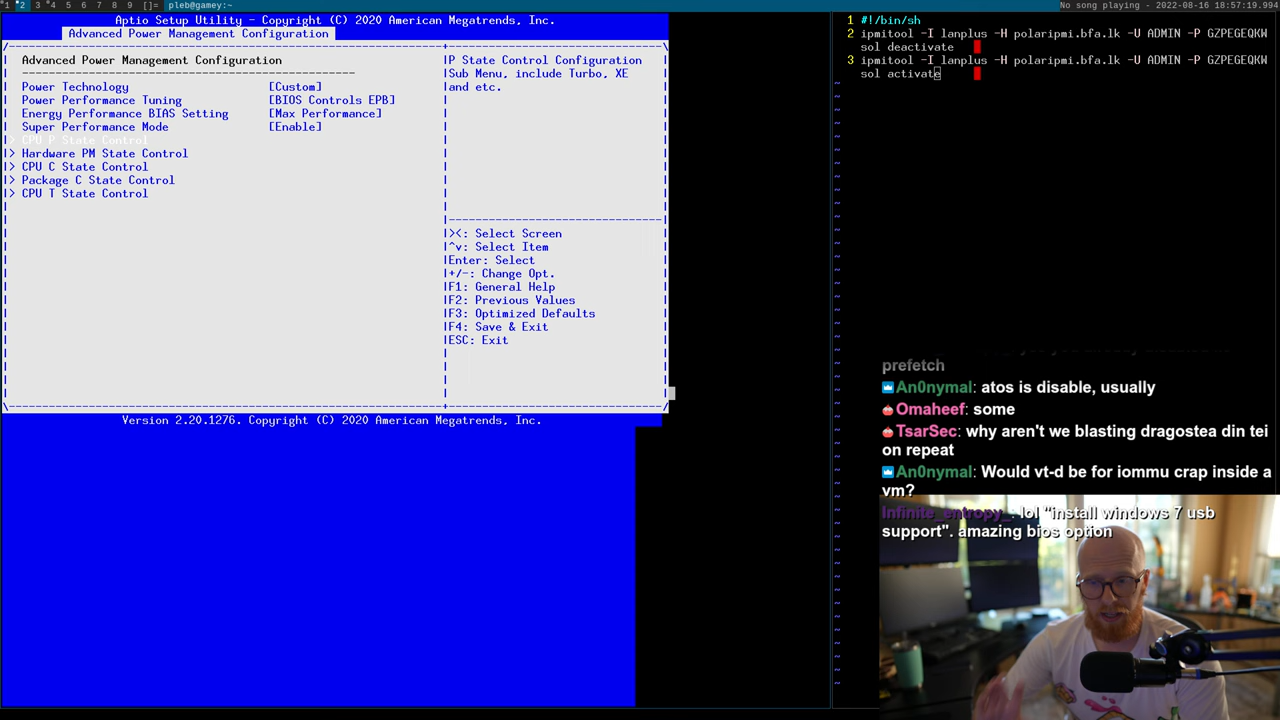 1 2 3 4 5 6 7 8 9 []= pleb@gamey:~ No song playing - 2022-08-16 18:57:19.994
Aptio Setup Utility - Copyright (C) 2020 American Megatrends, Inc.
Advanced Power Management Configuration
Advanced Power Management Configuration
Power Technology [Custom]
Power Performance Tuning [BIOS Controls EPB]
Energy Performance BIAS Setting [Max Performance]
Super Performance Mode [Enable]
> CPU P State Control
> Hardware PM State Control
> CPU C State Control
> Package C State Control
> CPU T State Control
P State Control Configuration
Sub Menu, include Turbo, XE
and etc.
><: Select Screen
^v: Select Item
Enter: Select
+/-: Change Opt.
F1: General Help
F2: Previous Values
F3: Optimized Defaults
F4: Save & Exit
ESC: Exit
Version 2.20.1276. Copyright (C) 2020 American Megatrends, Inc.
1 #!/bin/sh
2 ipmitool -I lanplus -H polaripmi.bfa.lk -U ADMIN -P GZPEGEQKW
sol deactivate
3 ipmitool -I lanplus -H polaripmi.bfa.lk -U ADMIN -P GZPEGEQKW
sol activate
prefetch
An0nymal: atos is disable, usually
Omaheef: some
TsarSec: why aren't we blasting dragostea din tei
on repeat
An0nymal: Would vt-d be for iommu crap inside a
vm?
Infinite_entropy_: lol "install windows 7 usb
support". amazing bios option